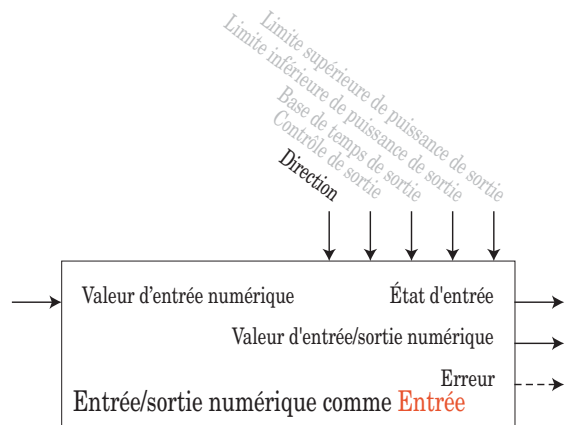 Limite supérieure de puissance de sortie
Limite inférieure de puissance de sortie
Base de temps de sortie
Contrôle de sortie
Direction
Valeur d’entrée numérique
État d'entrée
Valeur d'entrée/sortie numérique
Erreur
Entrée/sortie numérique comme Entrée